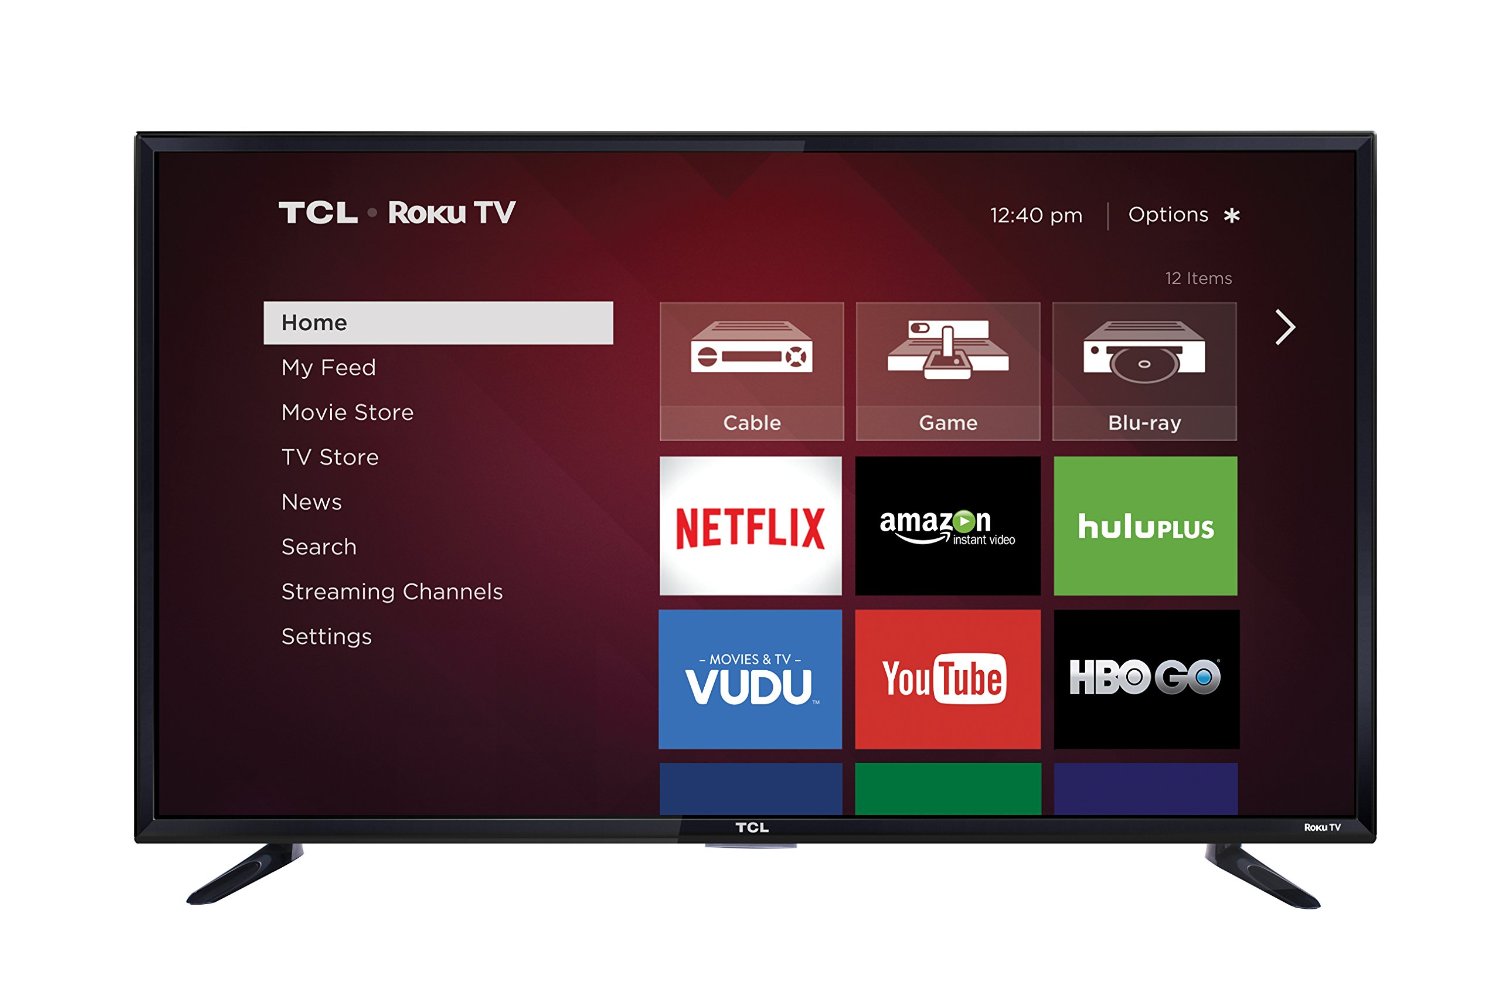 TCL • Roku TV
12:40 pm | Options *
12 Items
Home
My Feed
Movie Store
TV Store
News
Search
Streaming Channels
Settings
Cable
Game
Blu-ray
NETFLIX
amazon
instant video
huluPLUS
– MOVIES & TV –
VUDU™
YouTube
HBO GO
TCL
Roku TV